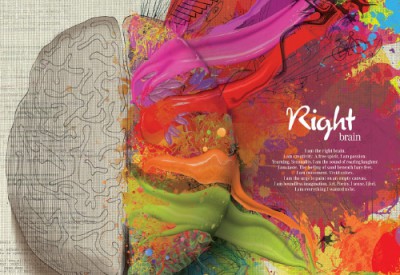 Right
brain
I am the right brain.
I am creativity. A free spirit. I am passion.
Yearning. Sensuality. I am the sound of roaring laughter.
I am taste. The feeling of sand beneath bare feet.
I am movement. Vivid colors.
I am the urge to paint on an empty canvas.
I am boundless imagination. Art. Poetry. I sense. I feel.
I am everything I wanted to be.